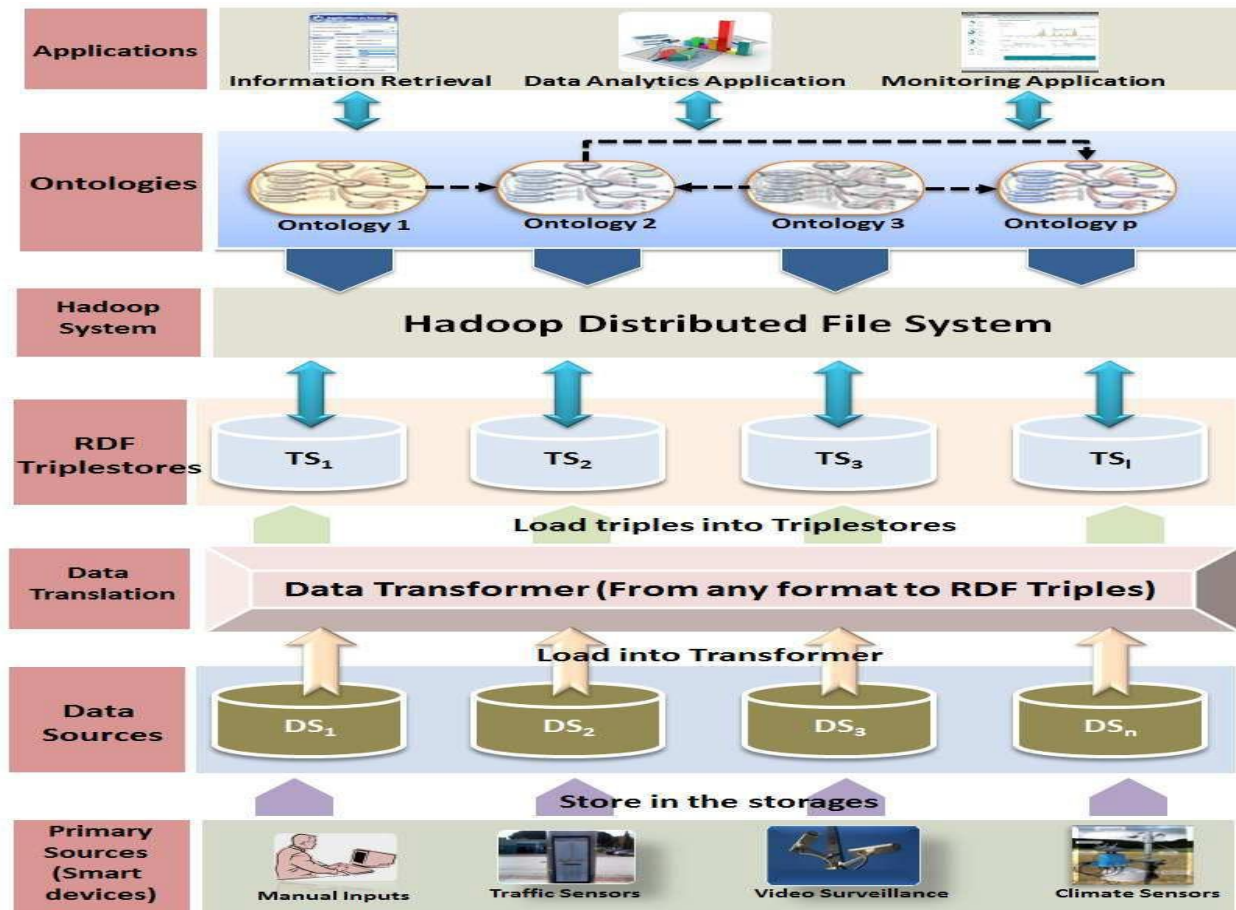 Applications
Information Retrieval
Data Analytics Application
Monitoring Application
Ontologies
Ontology 1
Ontology 2
Ontology 3
Ontology p
Hadoop
System
Hadoop Distributed File System
RDF
Triplestores
TS1
TS2
TS3
TSl
Load triples into Triplestores
Data
Translation
Data Transformer (From any format to RDF Triples)
Load into Transformer
Data
Sources
DS1
DS2
DS3
DSn
Store in the storages
Primary
Sources
(Smart
devices)
Manual Inputs
Traffic Sensors
Video Surveillance
Climate Sensors